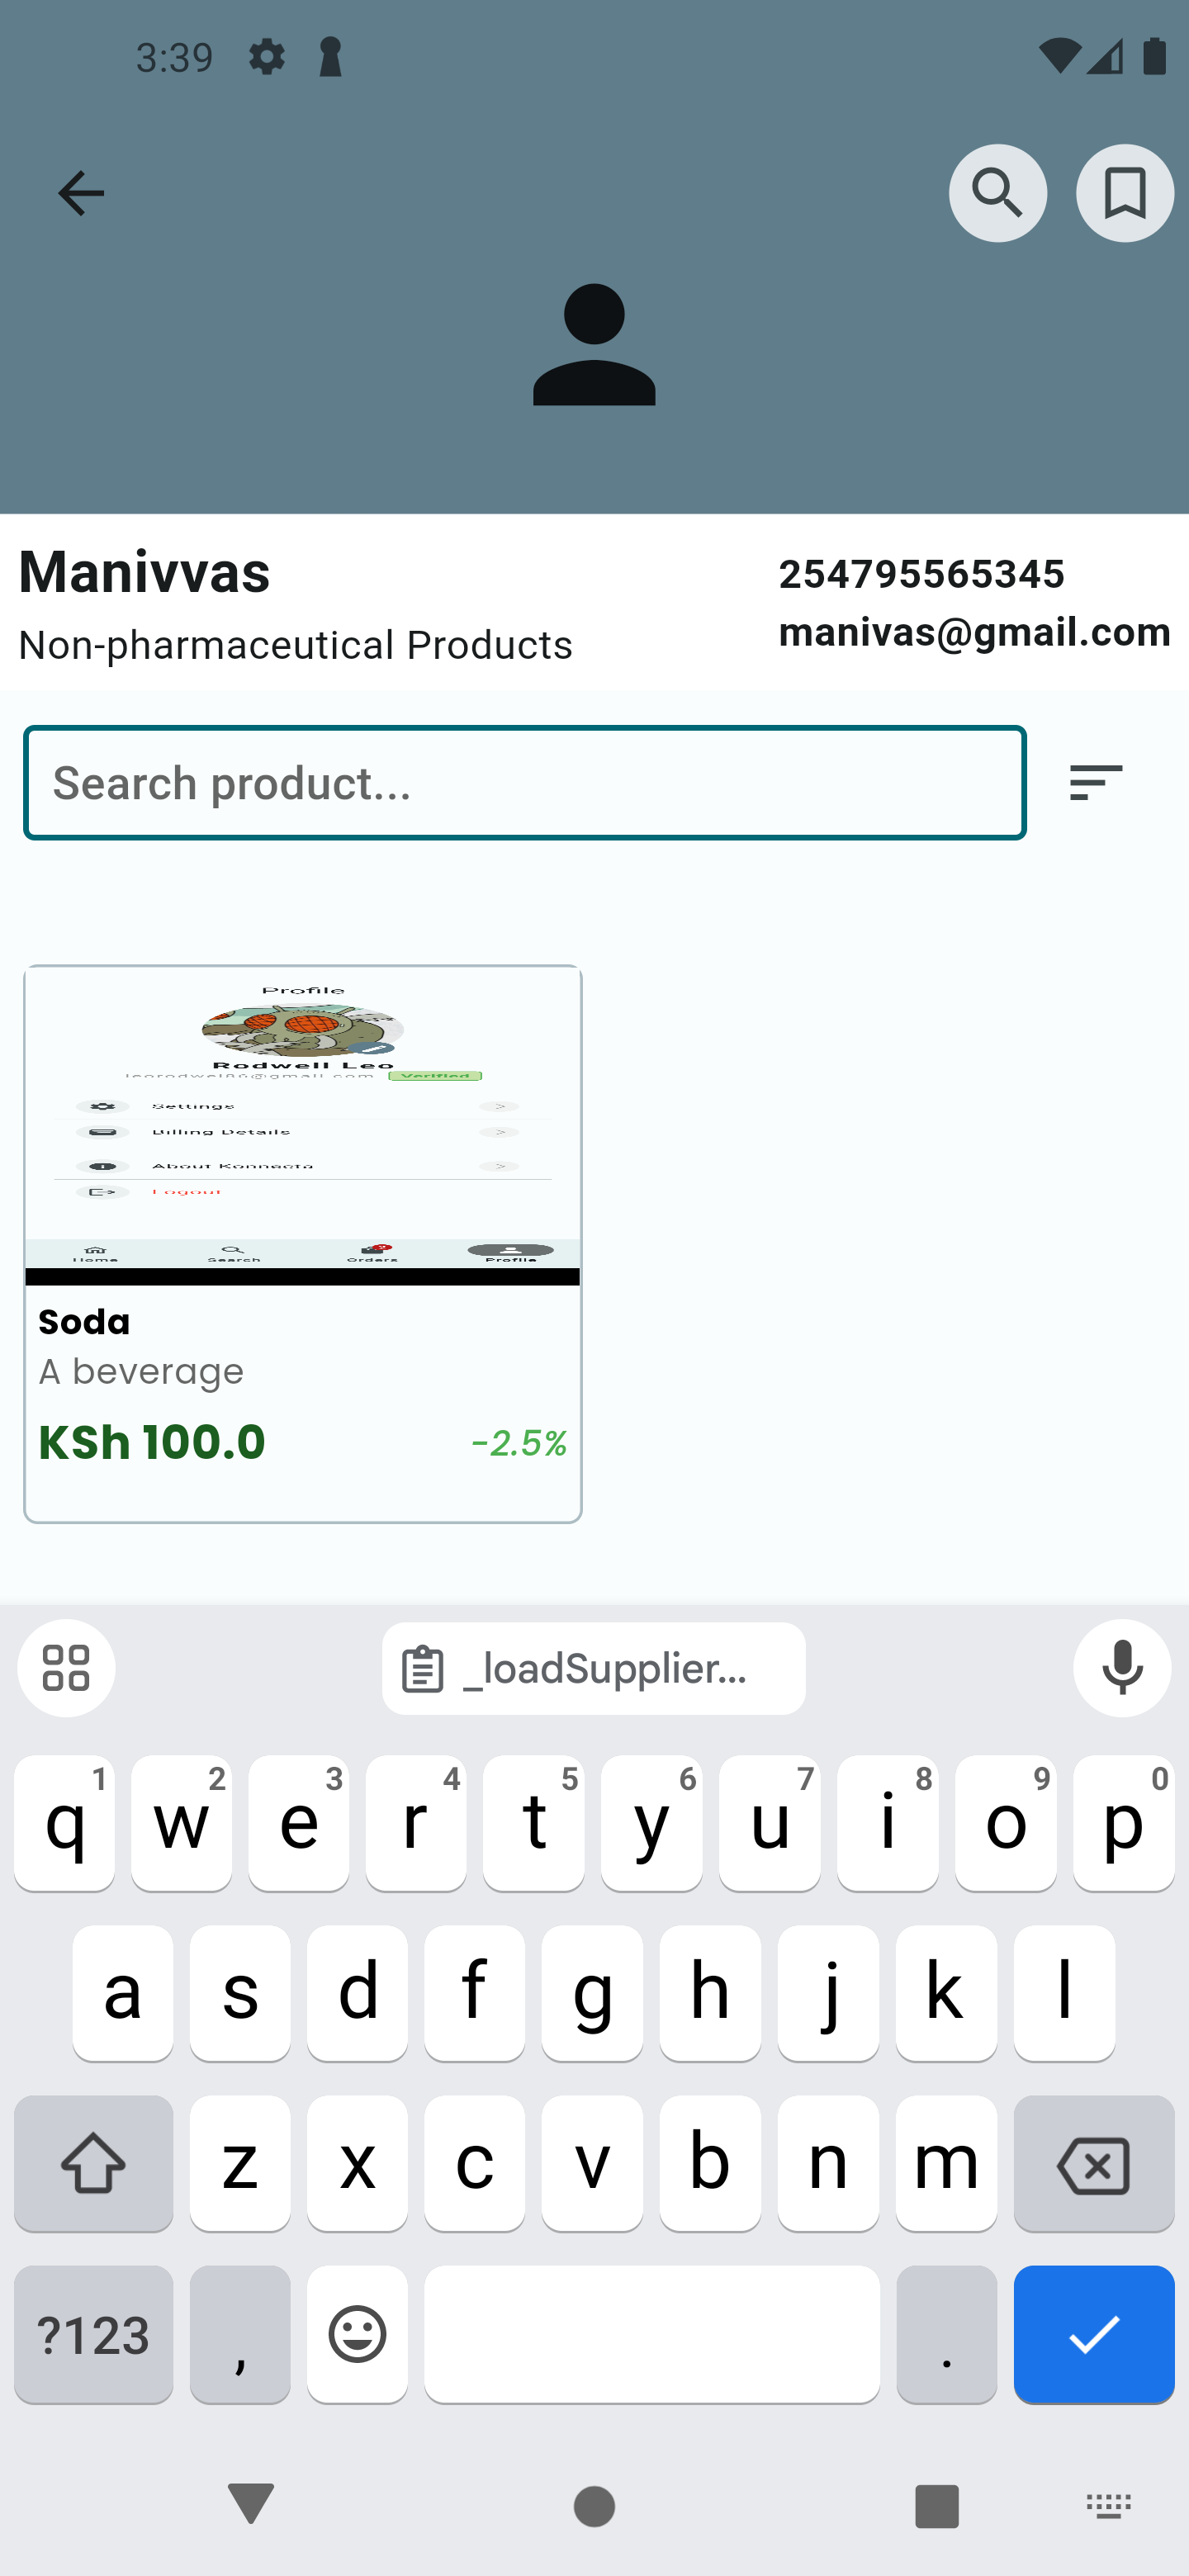 3:39
Manivvas
254795565345
Non-pharmaceutical Products
manivas@gmail.com
Search product...
Profile
Rodwell Leo
Verified
Settings
Billing Details
About Konnecta
Logout
Home Search Orders Profile
Soda
A beverage
KSh 100.0
-2.5%
_loadSupplier...
q 1 w 2 e 3 r 4 t 5 y 6 u 7 i 8 o 9 p 0
a s d f g h j k l
z x c v b n m
?123 , .